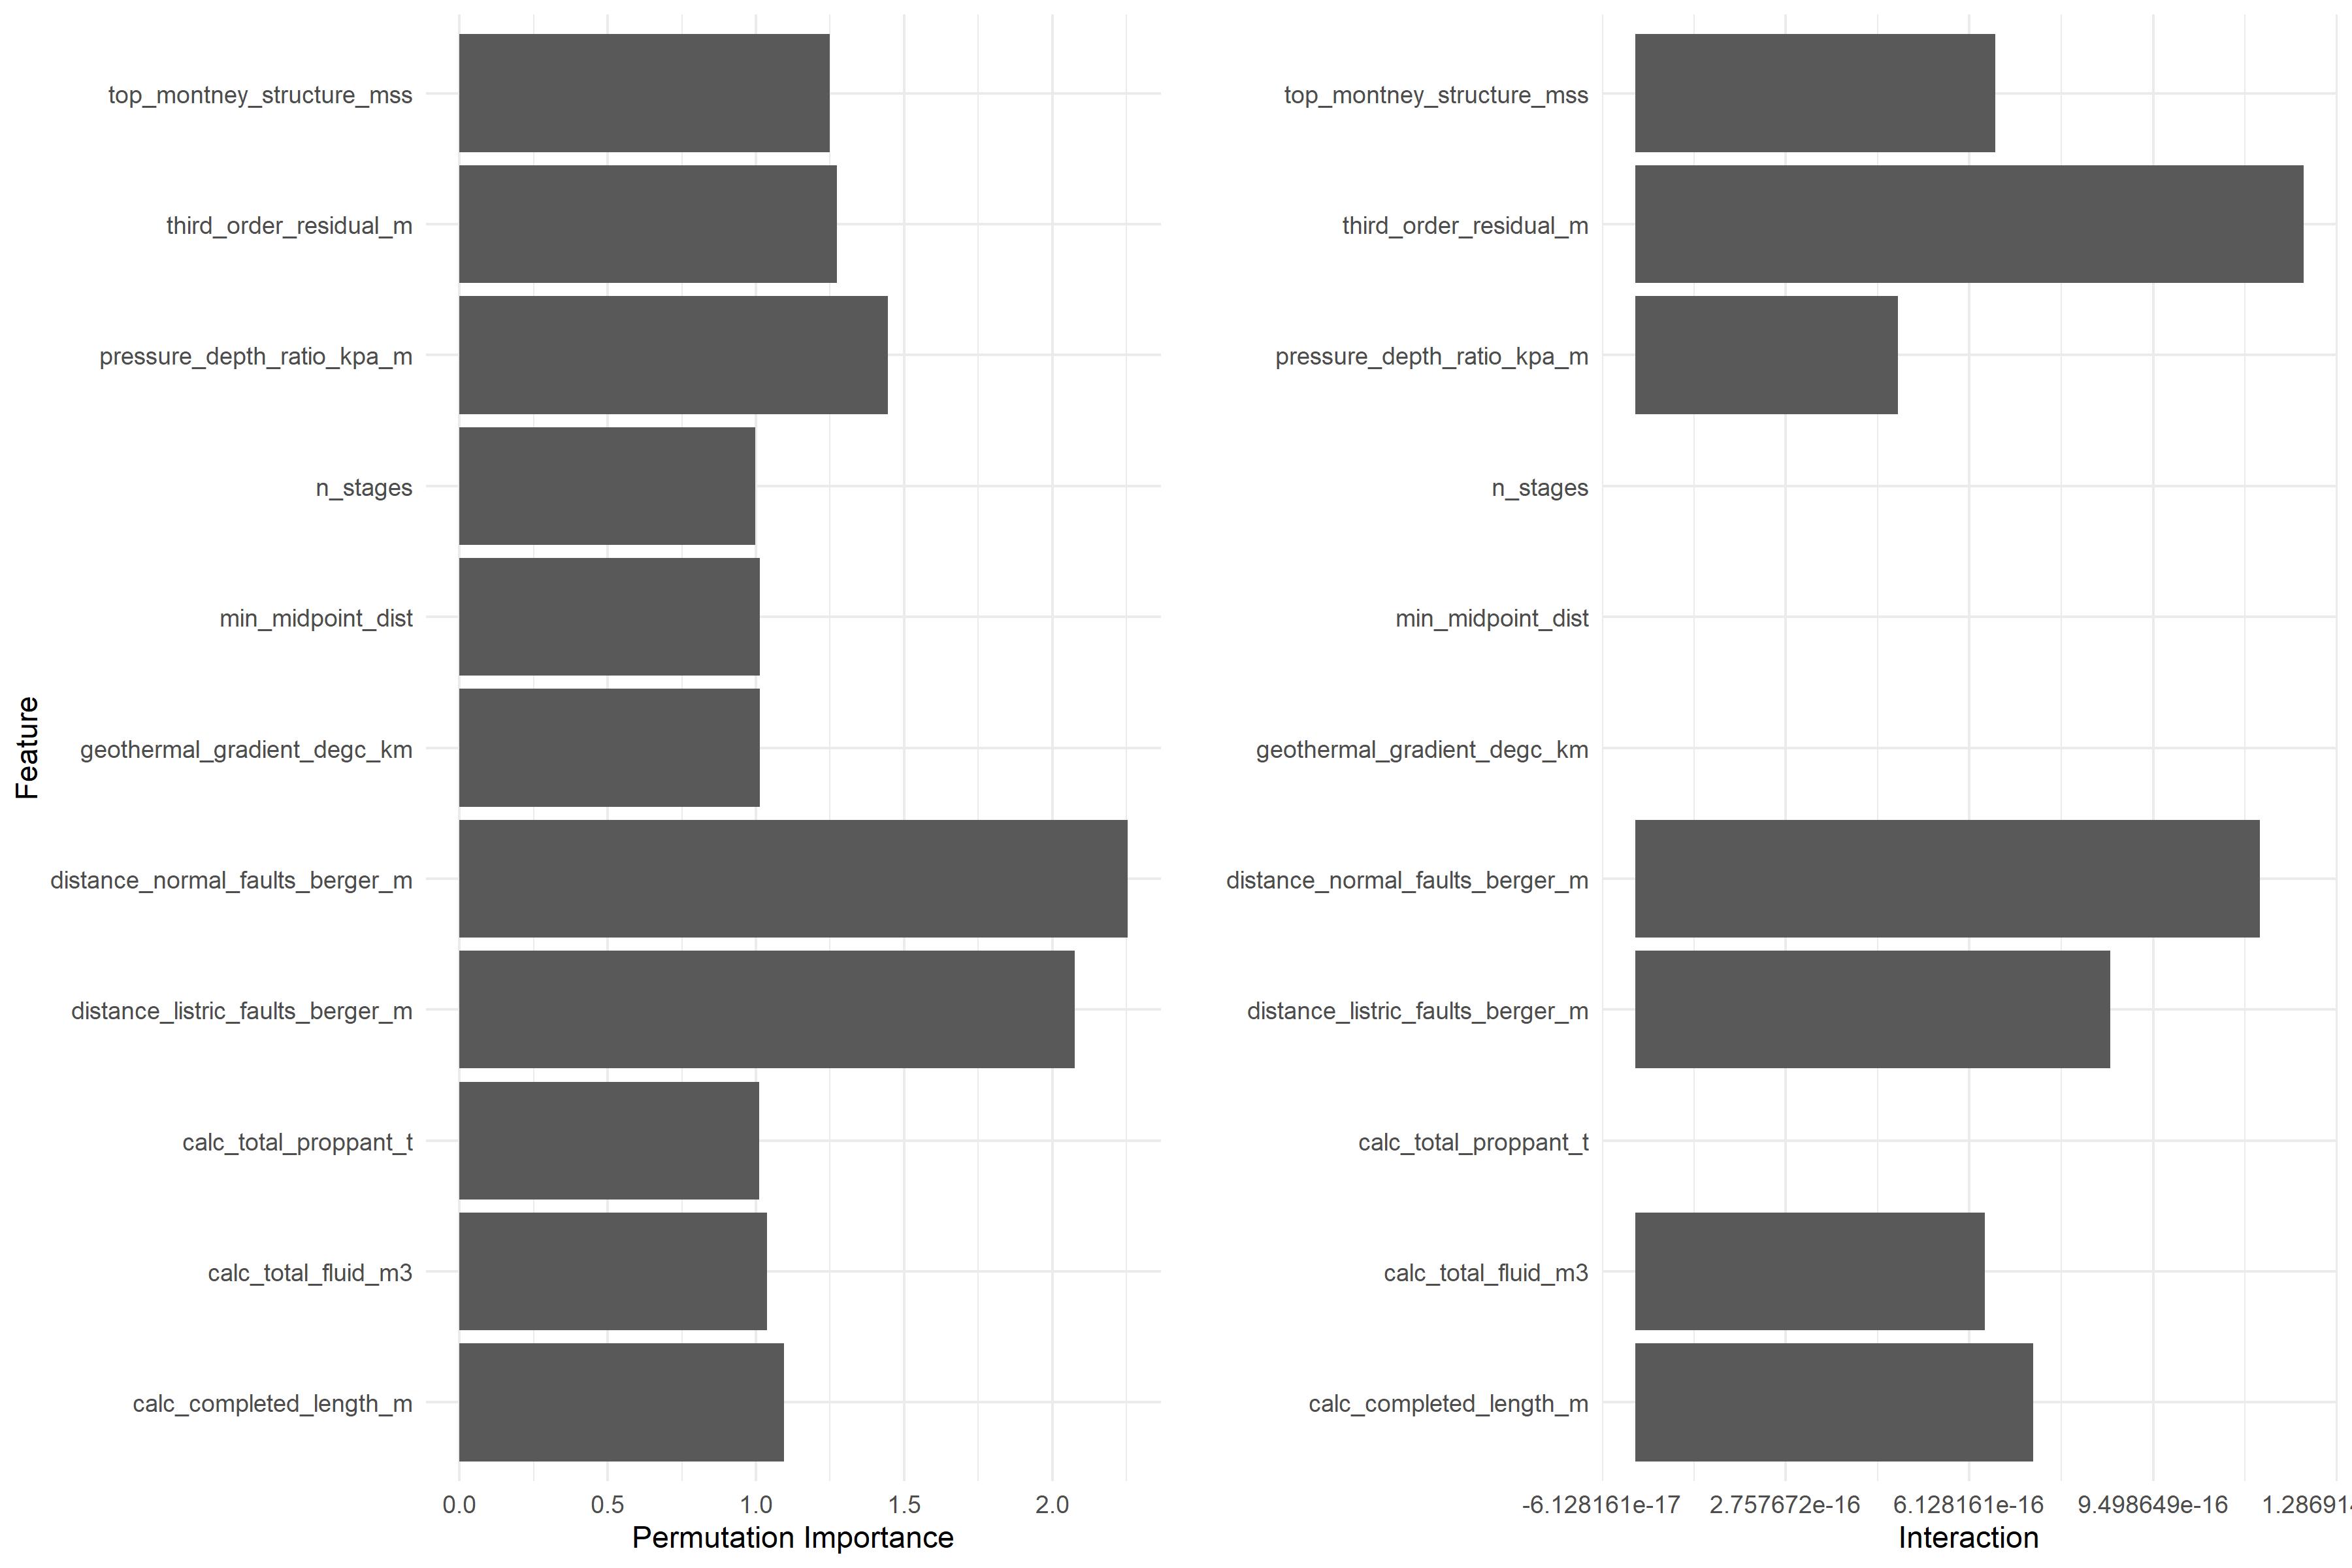 Feature
top_montney_structure_mss
third_order_residual_m
pressure_depth_ratio_kpa_m
n_stages
min_midpoint_dist
geothermal_gradient_degc_km
distance_normal_faults_berger_m
distance_listric_faults_berger_m
calc_total_proppant_t
calc_total_fluid_m3
calc_completed_length_m
0.0 0.5 1.0 1.5 2.0
Permutation Importance
top_montney_structure_mss
third_order_residual_m
pressure_depth_ratio_kpa_m
n_stages
min_midpoint_dist
geothermal_gradient_degc_km
distance_normal_faults_berger_m
distance_listric_faults_berger_m
calc_total_proppant_t
calc_total_fluid_m3
calc_completed_length_m
-6.128161e-17 2.757672e-16 6.128161e-16 9.498649e-16
Interaction